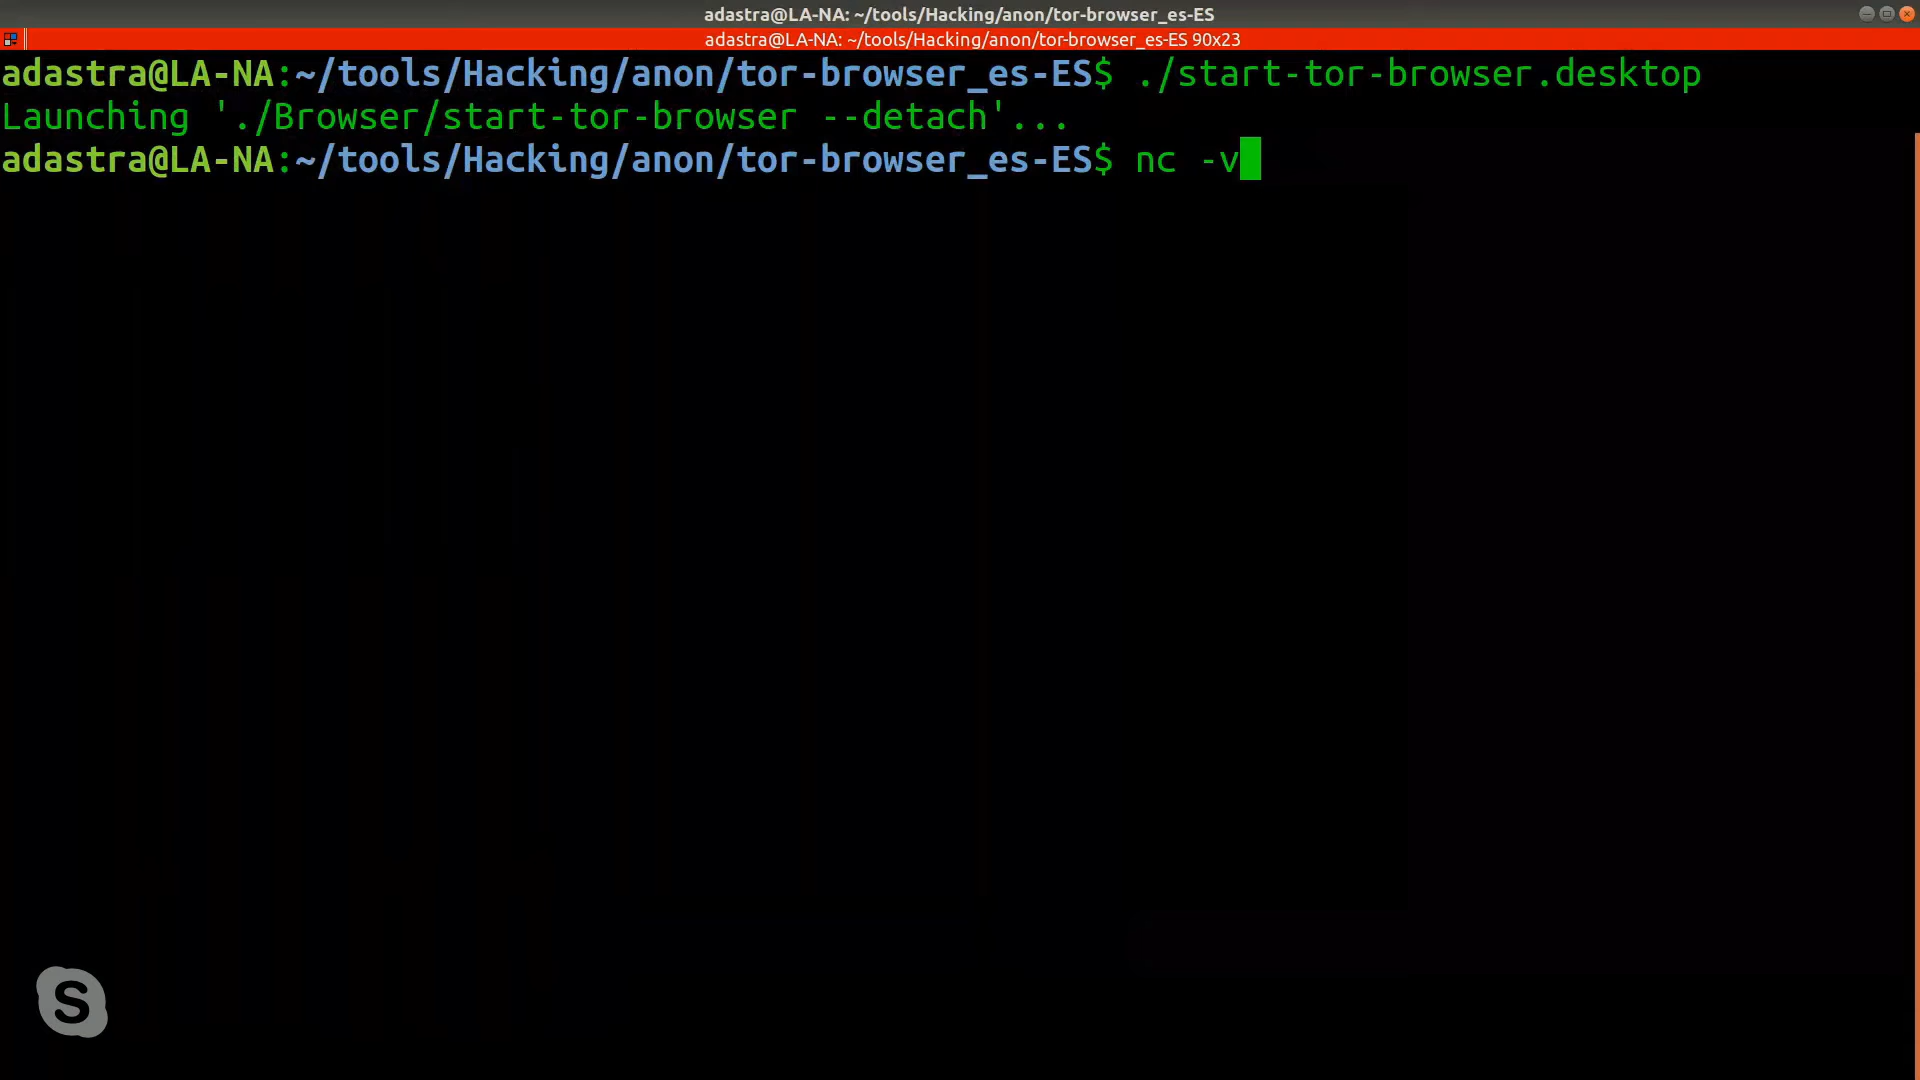 adastra@LA-NA: ~/tools/Hacking/anon/tor-browser_es-ES
adastra@LA-NA: ~/tools/Hacking/anon/tor-browser_es-ES 90x23
adastra@LA-NA:~/tools/Hacking/anon/tor-browser_es-ES$ ./start-tor-browser.desktop
Launching './Browser/start-tor-browser --detach'...
adastra@LA-NA:~/tools/Hacking/anon/tor-browser_es-ES$ nc -v
S